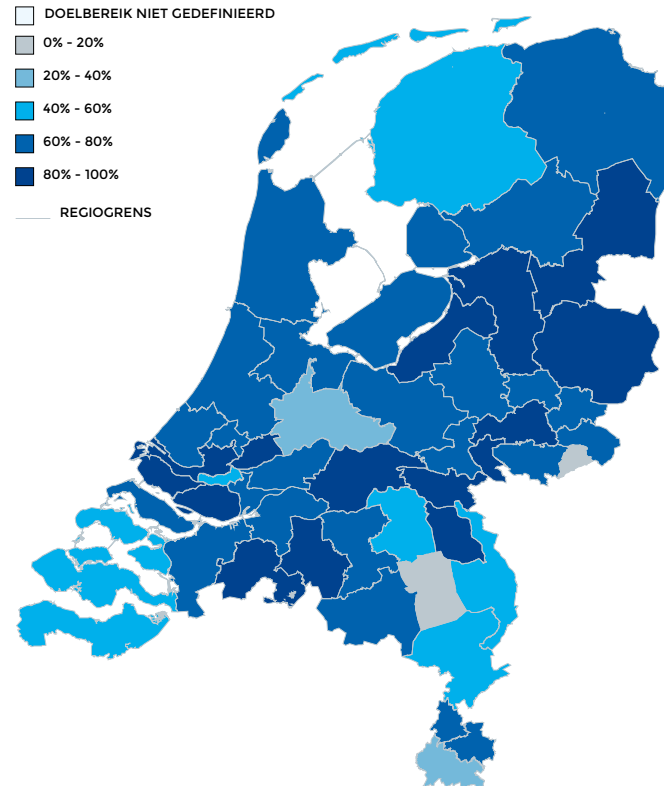 DOELBEREIK NIET GEDEFINIEERD
0% - 20%
20% - 40%
40% - 60%
60% - 80%
80% - 100%
REGIOGRENS